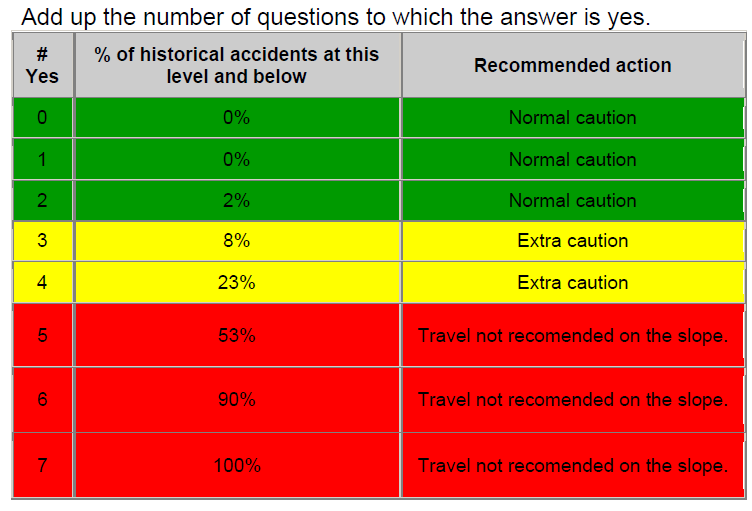 Add up the number of questions to which the answer is yes.
# Yes % of historical accidents at this level and below Recommended action
0 0% Normal caution
1 0% Normal caution
2 2% Normal caution
3 8% Extra caution
4 23% Extra caution
5 53% Travel not recomended on the slope.
6 90% Travel not recomended on the slope.
7 100% Travel not recomended on the slope.